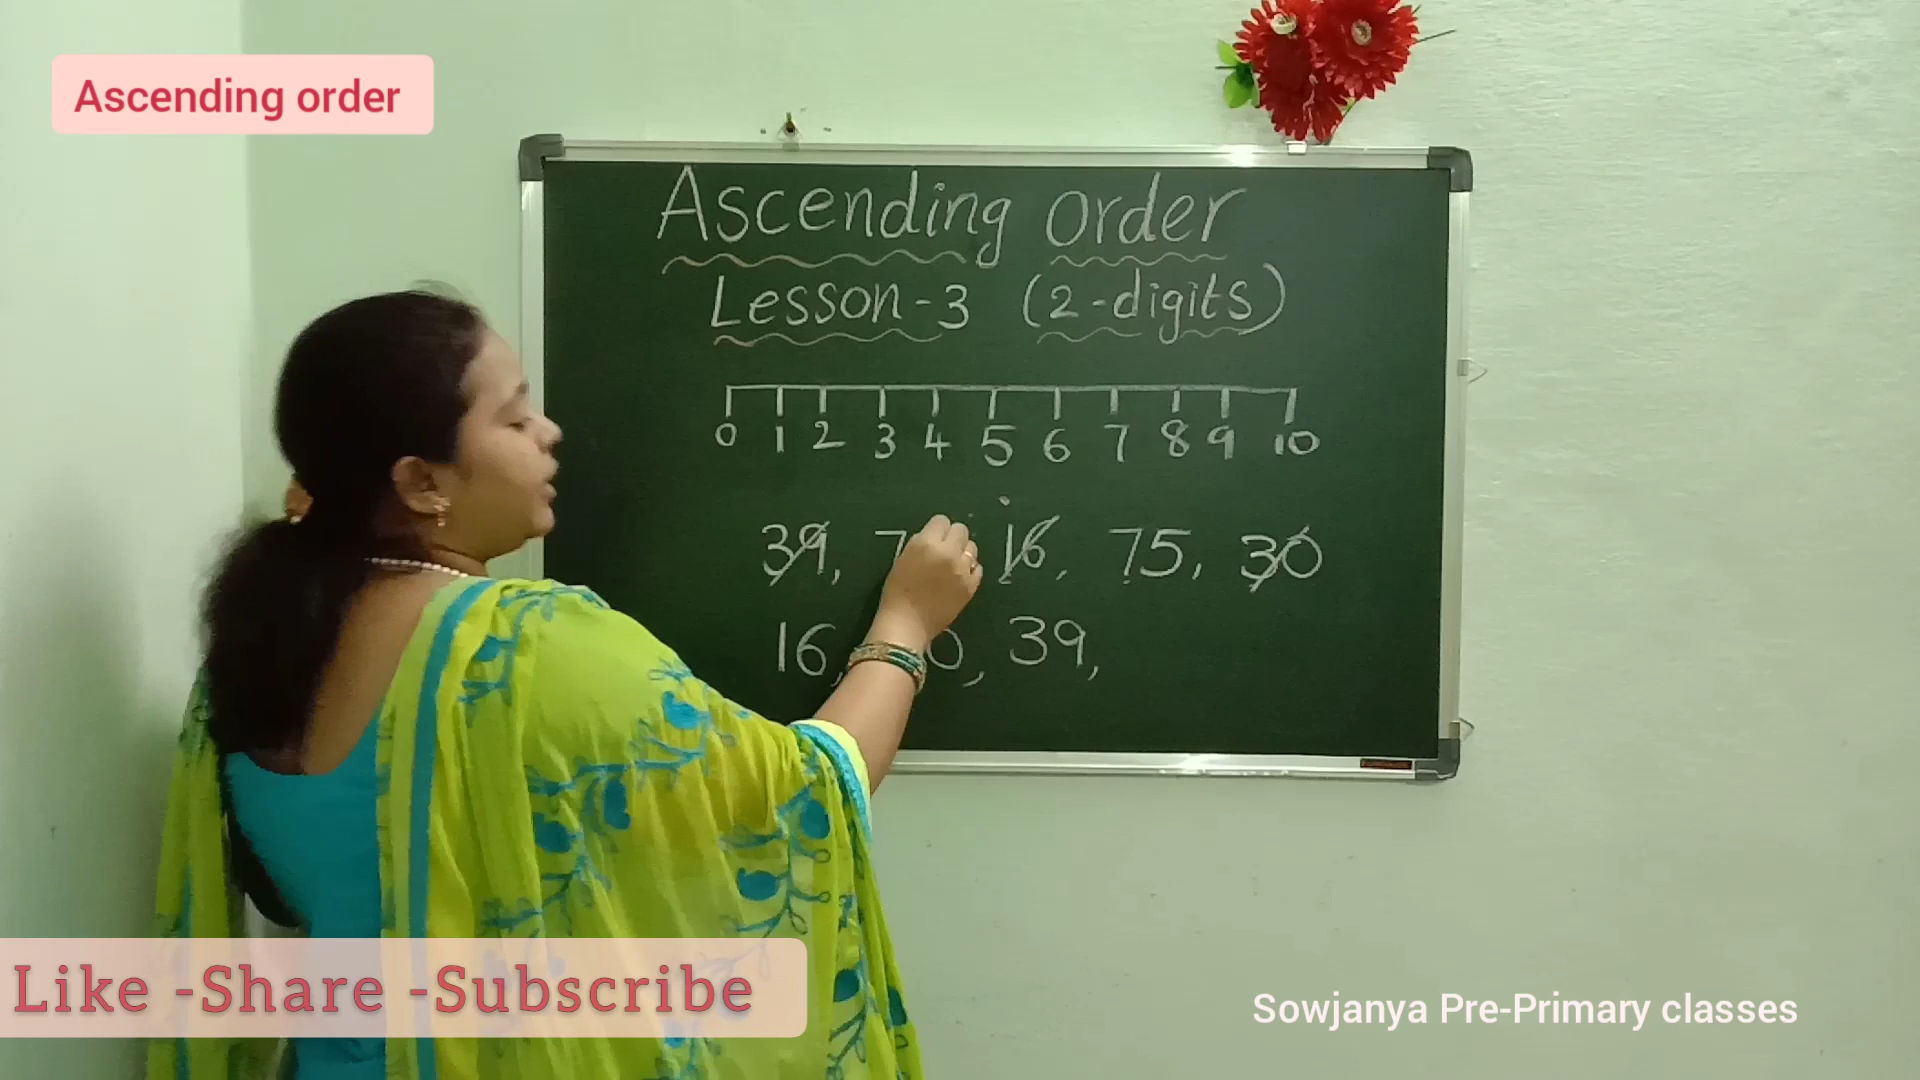 Ascending order
Ascending order
Lesson-3 (2-digits)
0 1 2 3 4 5 6 7 8 9 10
39, 16, 75, 30
16, 39,
Like -Share -Subscribe
Sowjanya Pre-Primary classes